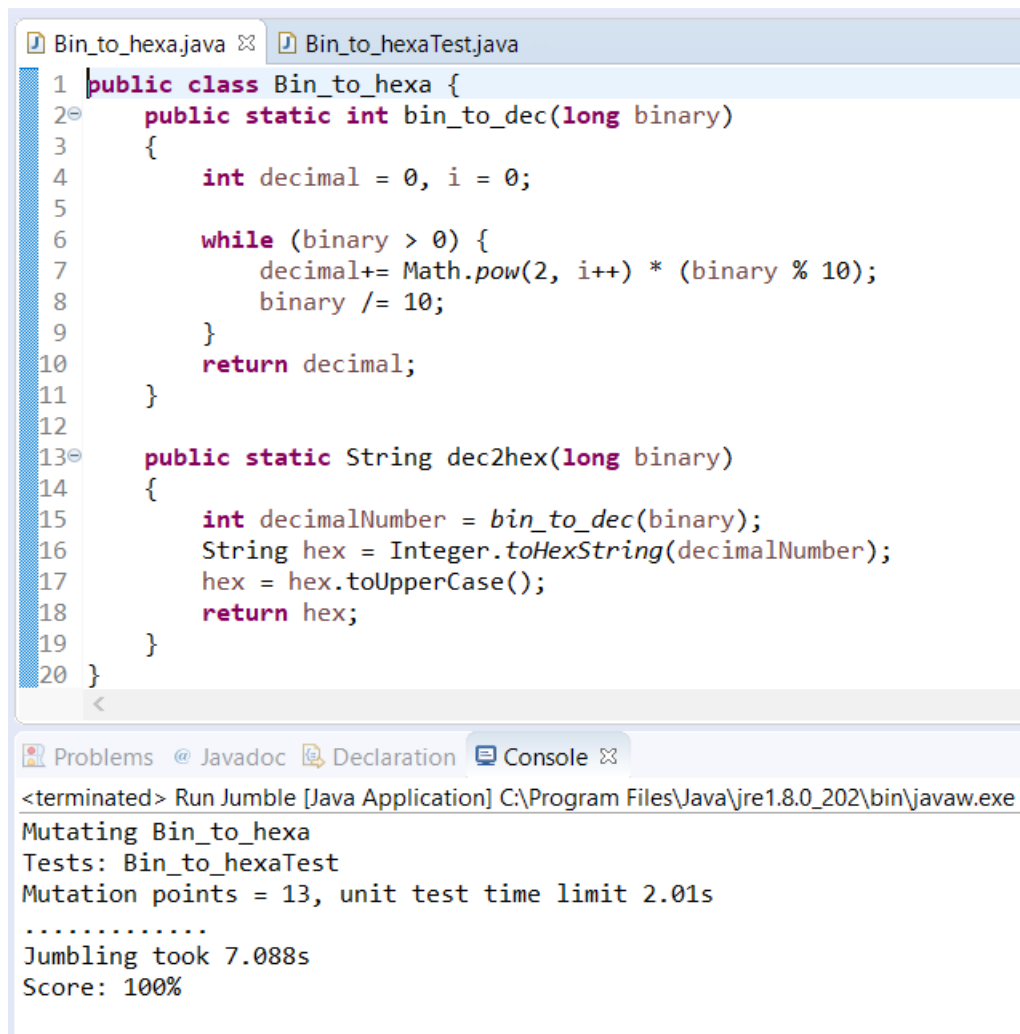 Bin_to_hexa.java Bin_to_hexaTest.java
1 public class Bin_to_hexa {
2 public static int bin_to_dec(long binary)
3 {
4 int decimal = 0, i = 0;
5
6 while (binary > 0) {
7 decimal+= Math.pow(2, i++) * (binary % 10);
8 binary /= 10;
9 }
10 return decimal;
11 }
12
13 public static String dec2hex(long binary)
14 {
15 int decimalNumber = bin_to_dec(binary);
16 String hex = Integer.toHexString(decimalNumber);
17 hex = hex.toUpperCase();
18 return hex;
19 }
20 }
Problems @ Javadoc Declaration Console
<terminated> Run Jumble [Java Application] C:\Program Files\Java\jre1.8.0_202\bin\javaw.exe
Mutating Bin_to_hexa
Tests: Bin_to_hexaTest
Mutation points = 13, unit test time limit 2.01s
.............
Jumbling took 7.088s
Score: 100%